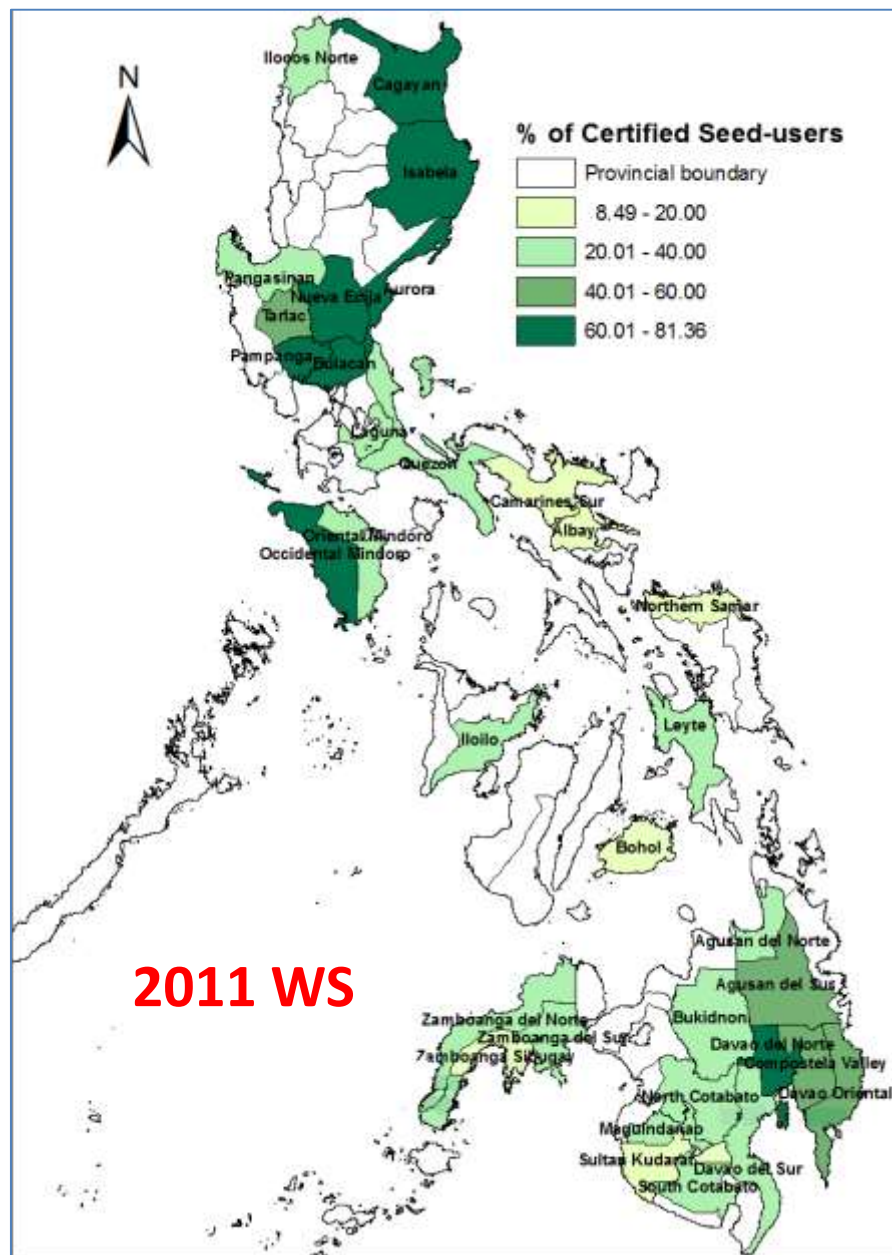 Ilocos Norte
N
Cagayan
% of Certified Seed-users
Provincial boundary
Isabela
8.49 - 20.00
20.01 - 40.00
40.01 - 60.00
60.01 - 81.36
Pangasinan
Nueva Ecija
Aurora
Tarlac
Pampanga
Bulacan
Laguna
Quezon
Camarines Sur
Albay
Oriental Mindoro
Occidental Mindoro
Northern Samar
Leyte
Iloilo
Bohol
Agusan del Norte
2011 WS
Agusan del Sur
Zamboanga del Norte
Bukidnon
Zamboanga del Sur
Davao del Norte
Zamboanga Sibugay
Compostela Valley
North Cotabato
Davao Oriental
Maguindanao
Sultan Kudarat
Davao del Sur
South Cotabato